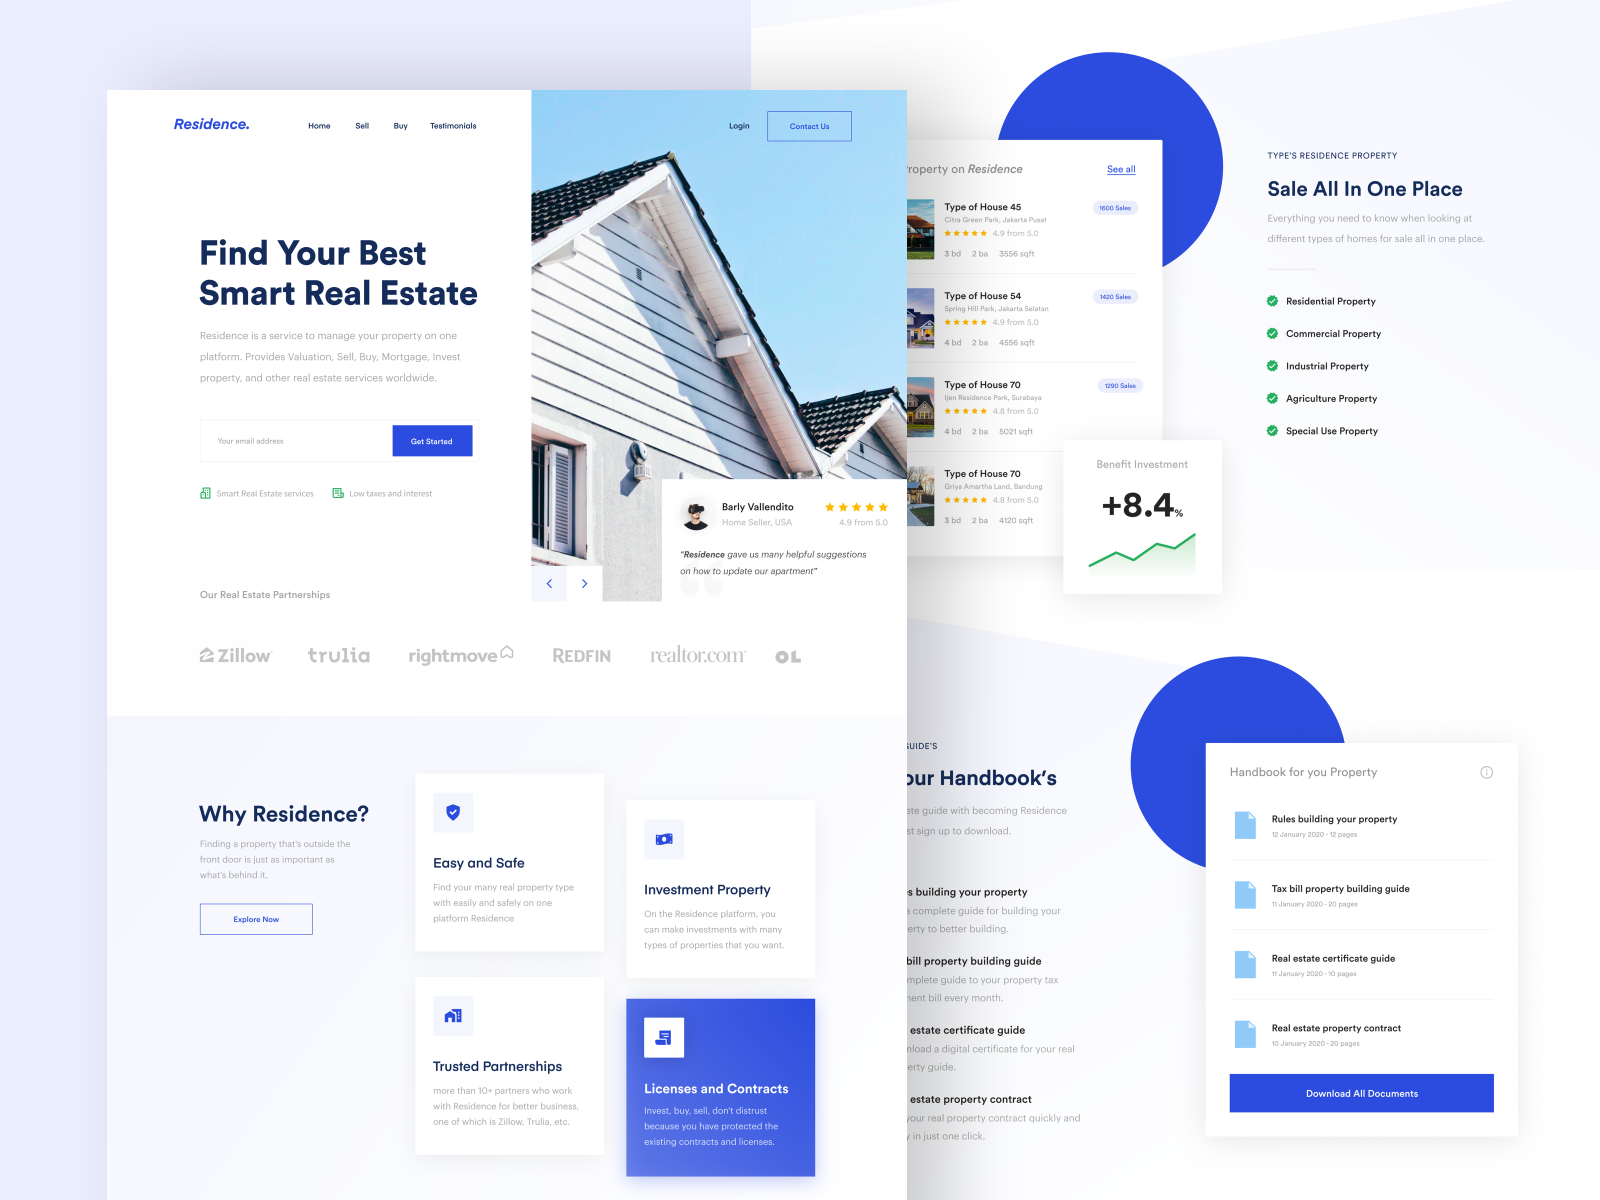 Residence.
Home
Sell
Buy
Testimonials
Login
Contact Us
Find Your Best
Smart Real Estate
Residence is a service to manage your property on one
platform. Provides Valuation, Sell, Buy, Mortgage, Invest
property, and other real estate services worldwide.
Your email address
Get Started
Smart Real Estate services
Low taxes and interest
Barly Vallendito
Home Seller, USA
4.9 from 5.0
"Residence gave us many helpful suggestions
on how to update our apartment"
Our Real Estate Partnerships
Zillow
trulia
rightmove
REDFIN
realtor.com
OL
Why Residence?
Finding a property that's outside the
front door is just as important as
what's behind it.
Explore Now
Easy and Safe
Find your many real property type
with easily and safely on one
platform Residence
Investment Property
On the Residence platform, you
can make investments with many
types of properties that you want.
Trusted Partnerships
more than 10+ partners who work
with Residence for better business,
one of which is Zillow, Trulia, etc.
Licenses and Contracts
Invest, buy, sell, don't distrust
because you have protected the
existing contracts and licenses.
roperty on Residence
See all
Type of House 45
1600 Sales
Citra Green Park, Jakarta Pusat
4.9 from 5.0
3 bd 2 ba 3556 sqft
Type of House 54
1420 Sales
Spring Hill Park, Jakarta Selatan
4.9 from 5.0
4 bd 2 ba 4556 sqft
Type of House 70
1290 Sales
Ijen Residence Park, Surabaya
4.8 from 5.0
4 bd 2 ba 5021 sqft
Type of House 70
Griya Amartha Land, Bandung
4.8 from 5.0
3 bd 2 ba 4120 sqft
Benefit Investment
+8.4%
TYPE'S RESIDENCE PROPERTY
Sale All In One Place
Everything you need to know when looking at
different types of homes for sale all in one place.
Residential Property
Commercial Property
Industrial Property
Agriculture Property
Special Use Property
GUIDE'S
our Handbook's
ete guide with becoming Residence
st sign up to download.
s building your property
complete guide for building your
erty to better building.
bill property building guide
mplete guide to your property tax
ent bill every month.
estate certificate guide
nload a digital certificate for your real
erty guide.
estate property contract
your real property contract quickly and
y in just one click.
Handbook for you Property
Rules building your property
12 January 2020 - 12 pages
Tax bill property building guide
11 January 2020 - 20 pages
Real estate certificate guide
11 January 2020 - 10 pages
Real estate property contract
10 January 2020 - 20 pages
Download All Documents